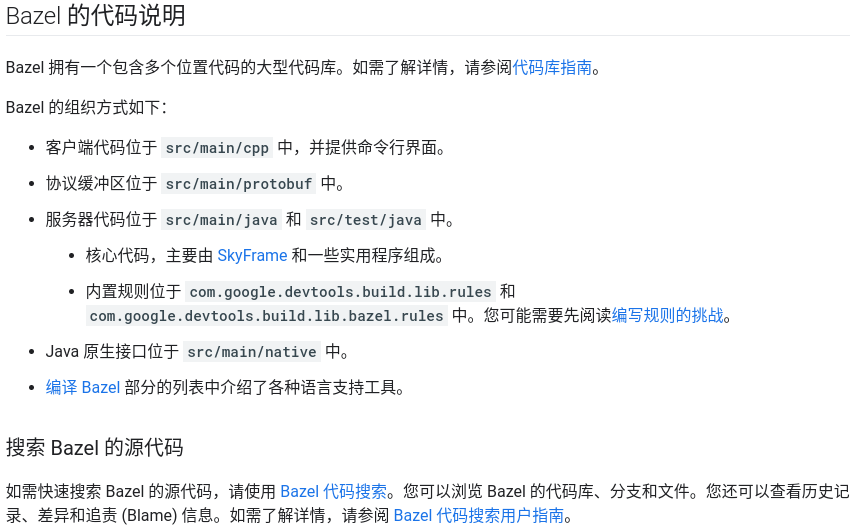 Bazel 的代码说明
Bazel 拥有一个包含多个位置代码的大型代码库。如需了解详情，请参阅代码库指南。
Bazel 的组织方式如下：
客户端代码位于 src/main/cpp 中，并提供命令行界面。
协议缓冲区位于 src/main/protobuf 中。
服务器代码位于 src/main/java 和 src/test/java 中。
核心代码，主要由 SkyFrame 和一些实用程序组成。
内置规则位于 com.google.devtools.build.lib.rules 和
com.google.devtools.build.lib.bazel.rules 中。您可能需要先阅读编写规则的挑战。
Java 原生接口位于 src/main/native 中。
编译 Bazel 部分的列表中介绍了各种语言支持工具。
搜索 Bazel 的源代码
如需快速搜索 Bazel 的源代码，请使用 Bazel 代码搜索。您可以浏览 Bazel 的代码库、分支和文件。您还可以查看历史记
录、差异和追责 (Blame) 信息。如需了解详情，请参阅 Bazel 代码搜索用户指南。